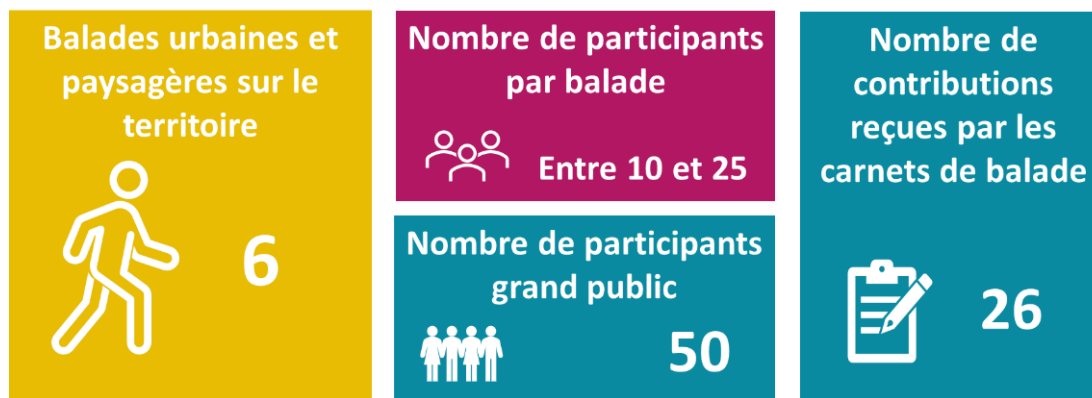 Balades urbaines et
paysagères sur le
territoire
6
Nombre de participants
par balade
Entre 10 et 25
Nombre de participants
grand public
50
Nombre de
contributions
reçues par les
carnets de balade
26